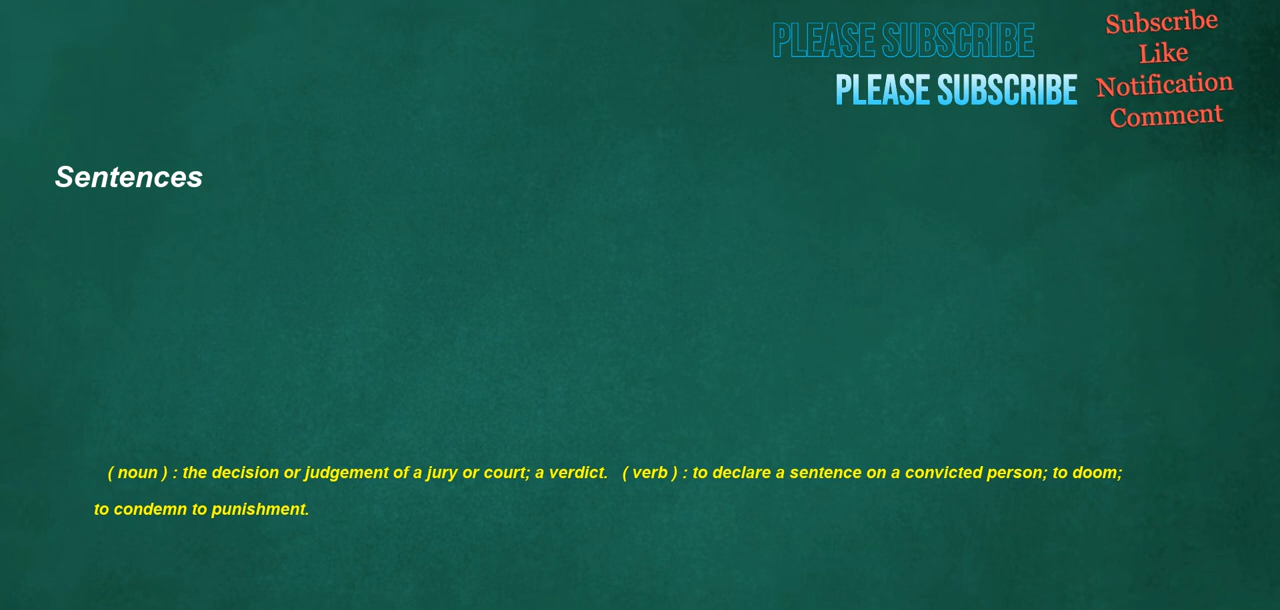 PLEASE SUBSCRIBE
PLEASE SUBSCRIBE
Subscribe
Like
Notification
Comment
Sentences
( noun ) : the decision or judgement of a jury or court; a verdict. ( verb ) : to declare a sentence on a convicted person; to doom;
to condemn to punishment.